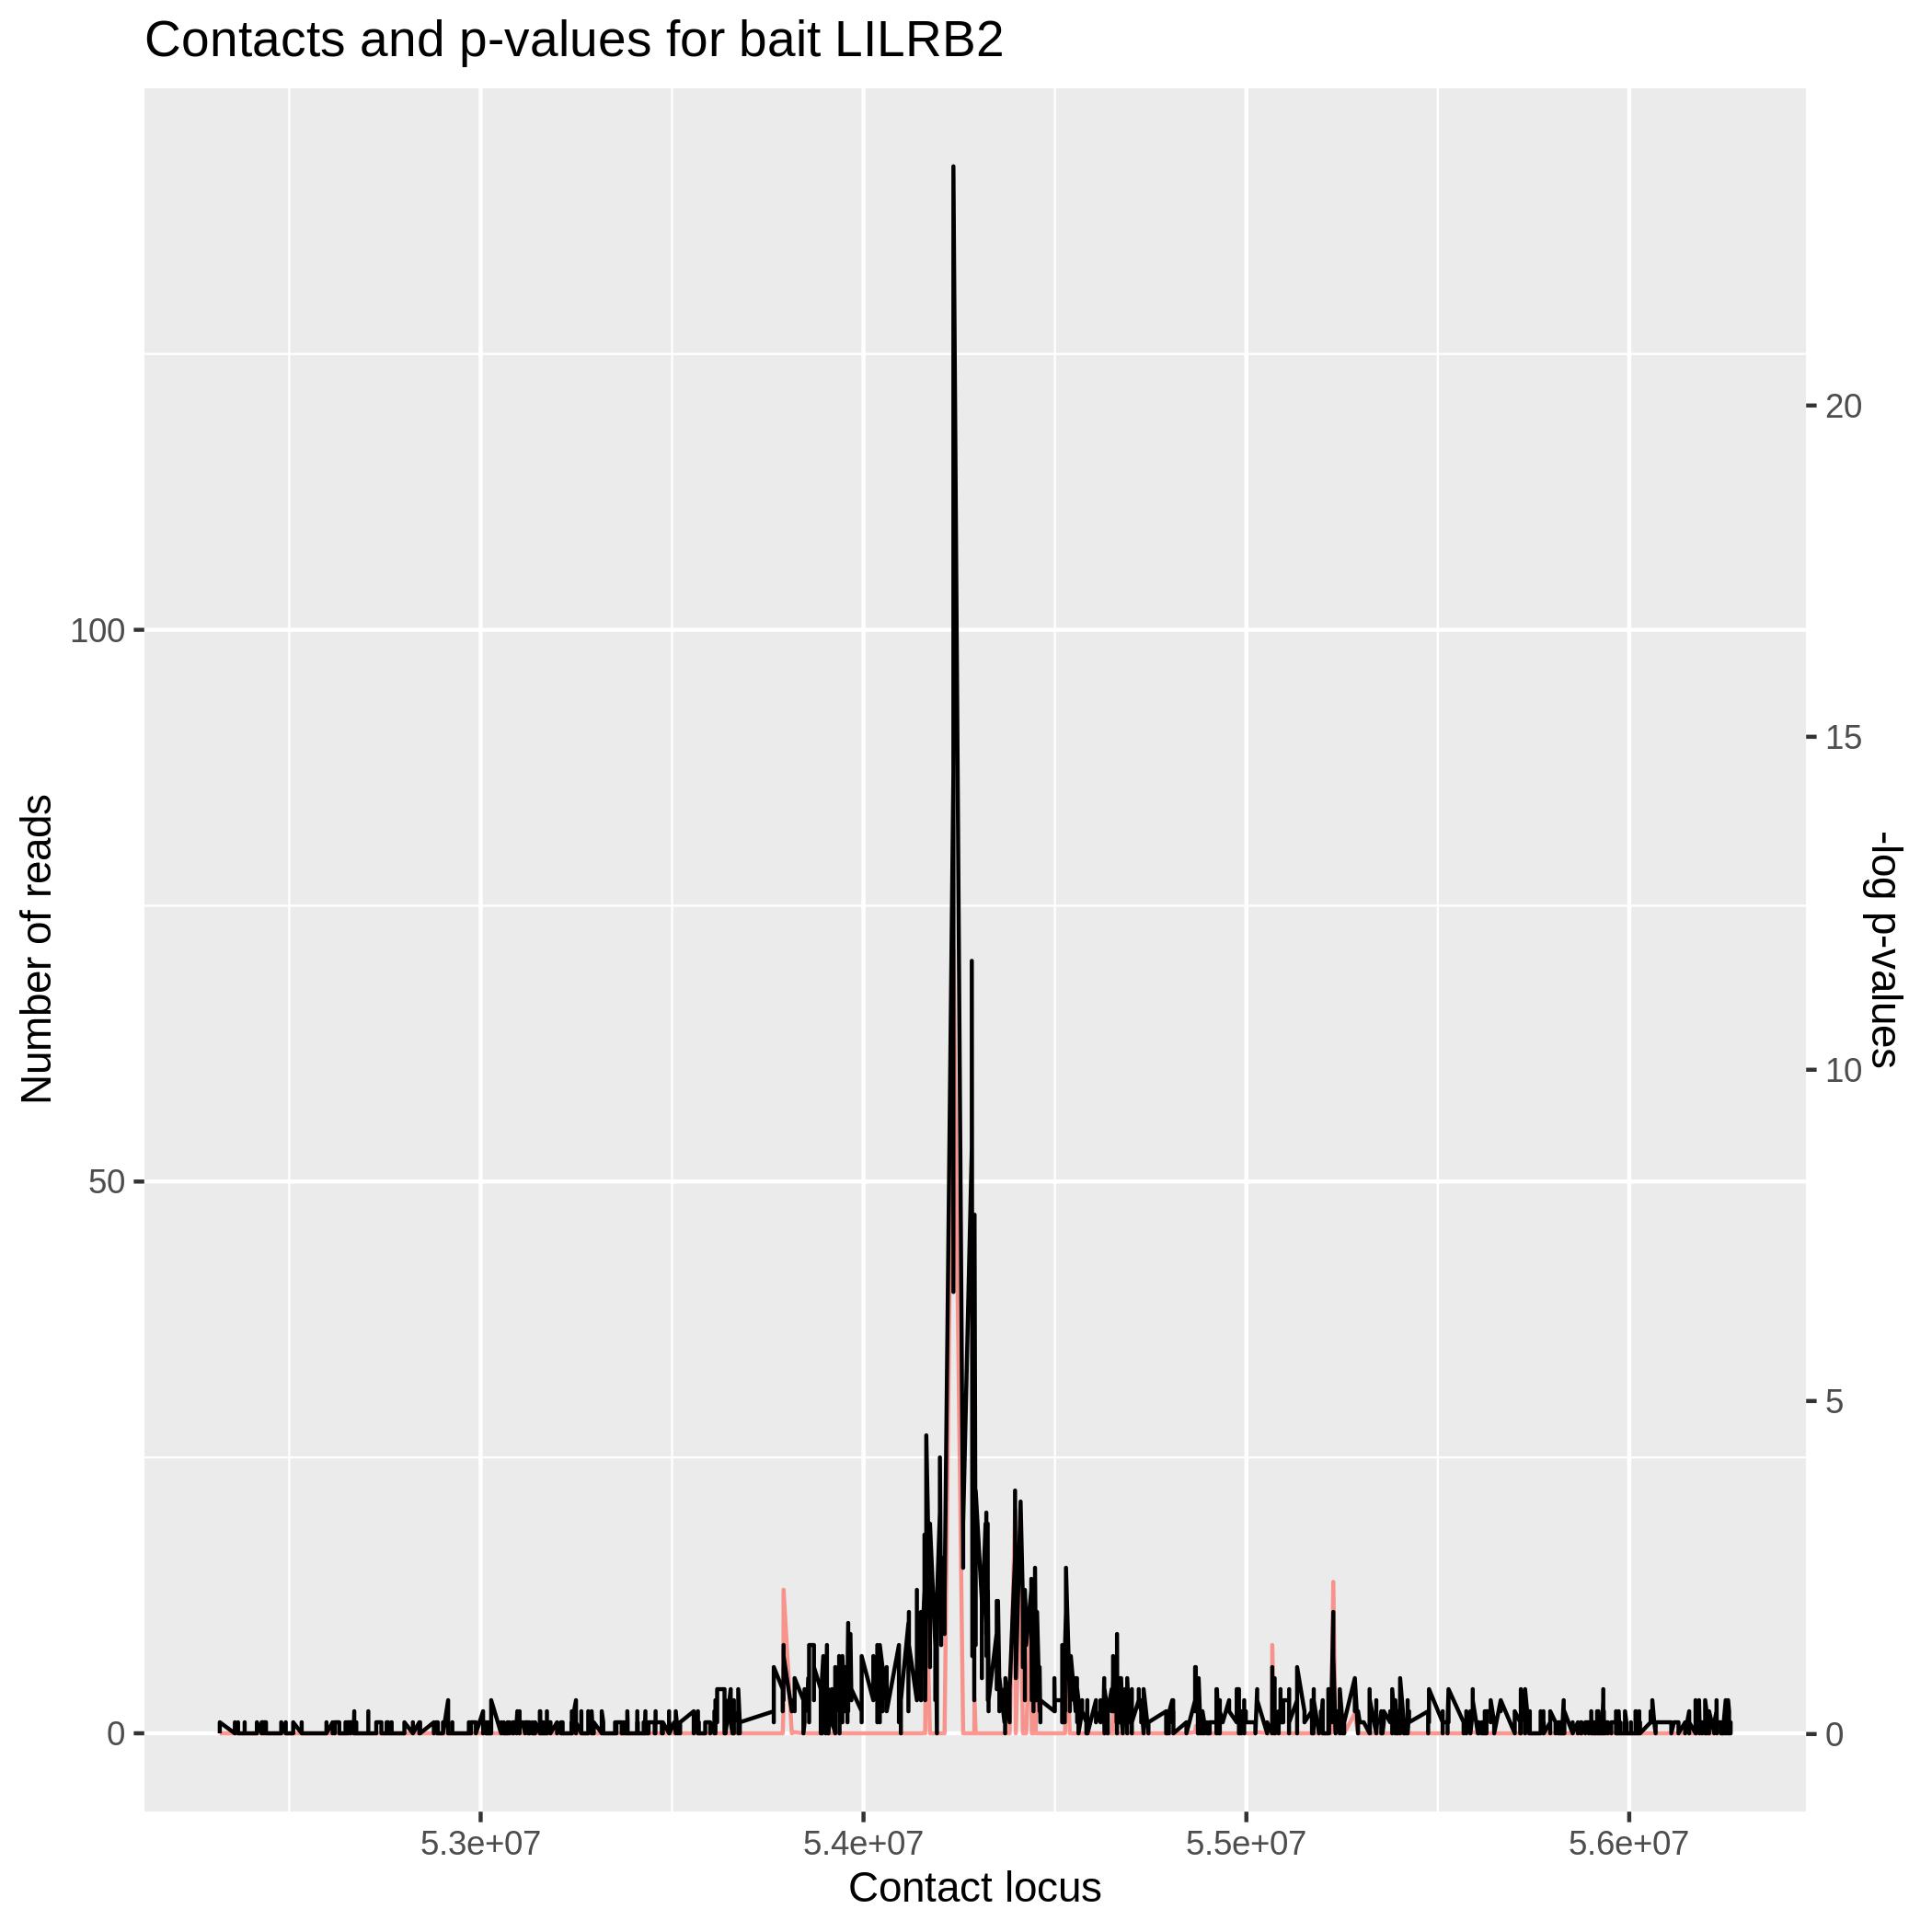 Contacts and p-values for bait LILRB2
Number of reads
100
50
0
20
15
10
5
0
-log p-values
5.3e+07
5.4e+07
5.5e+07
5.6e+07
Contact locus